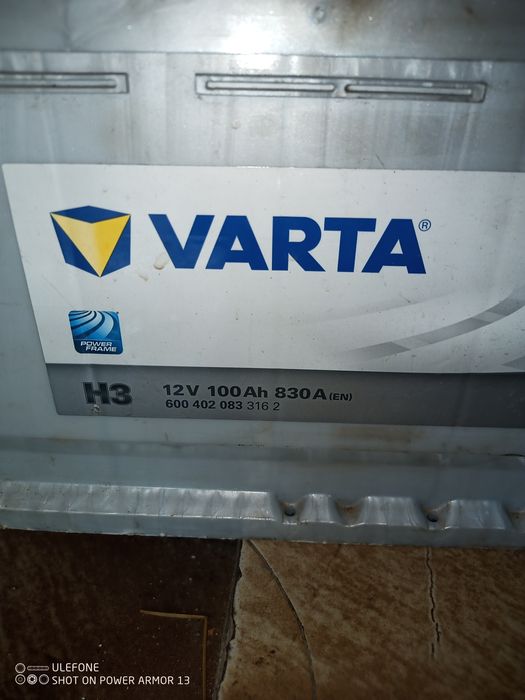 VARTA®
POWER
FRAME
H3 12V 100Ah 830A (EN)
600 402 083 316 2
ULEFONE
SHOT ON POWER ARMOR 13